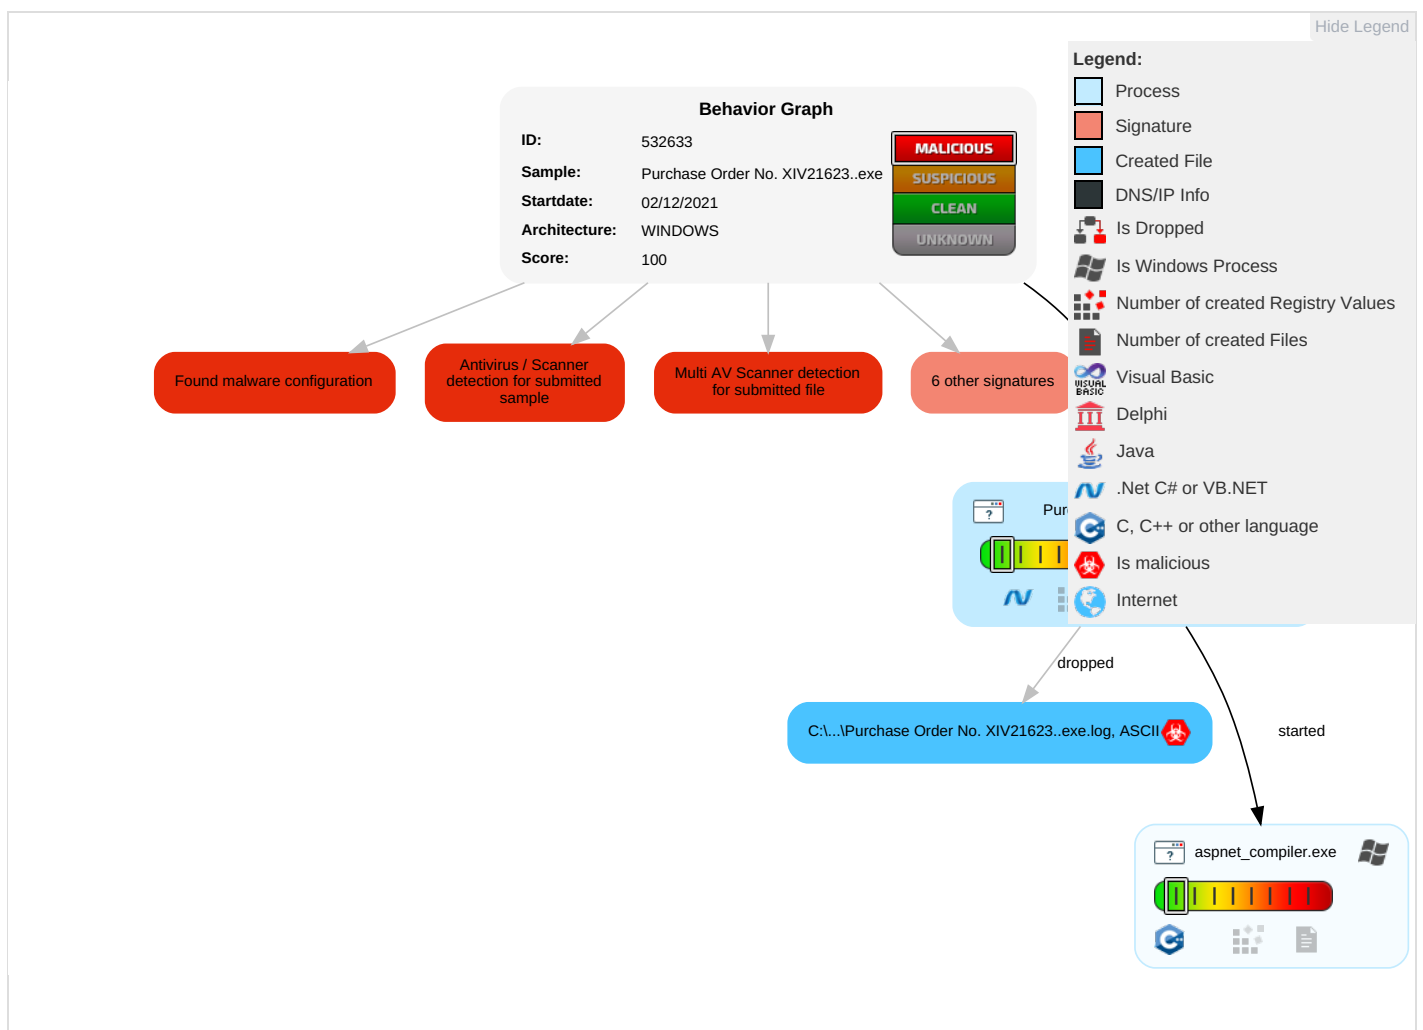 Hide Legend
Legend:
Process
Signature
Created File
DNS/IP Info
Is Dropped
Is Windows Process
Number of created Registry Values
Number of created Files
Visual Basic
Delphi
Java
.Net C# or VB.NET
C, C++ or other language
Is malicious
Internet
Behavior Graph
ID: 532633
Sample: Purchase Order No. XIV21623..exe
Startdate: 02/12/2021
Architecture: WINDOWS
Score: 100
MALICIOUS
SUSPICIOUS
CLEAN
UNKNOWN
Found malware configuration
Antivirus / Scanner
detection for submitted
sample
Multi AV Scanner detection
for submitted file
6 other signatures
VISUAL
BASIC
?
Pur
dropped
started
C:\...\Purchase Order No. XIV21623..exe.log, ASCII
?
aspnet_compiler.exe